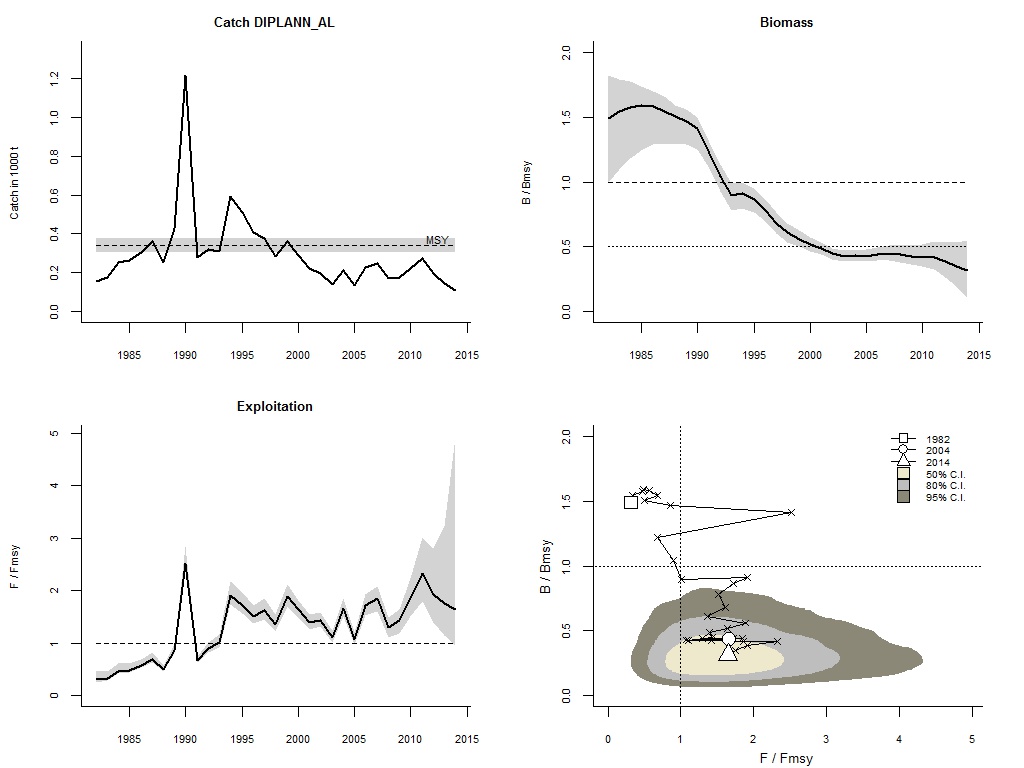 Catch DIPLANN_AL
Catch in 1000 t
0.0 0.2 0.4 0.6 0.8 1.0 1.2
MSY
1985 1990 1995 2000 2005 2010 2015
Biomass
B / Bmsy
0.0 0.5 1.0 1.5 2.0
1985 1990 1995 2000 2005 2010 2015
Exploitation
F / Fmsy
0 1 2 3 4 5
1985 1990 1995 2000 2005 2010 2015
B / Bmsy
0.0 0.5 1.0 1.5 2.0
1982
2004
2014
50% C.I.
80% C.I.
95% C.I.
0 1 2 3 4 5
F / Fmsy